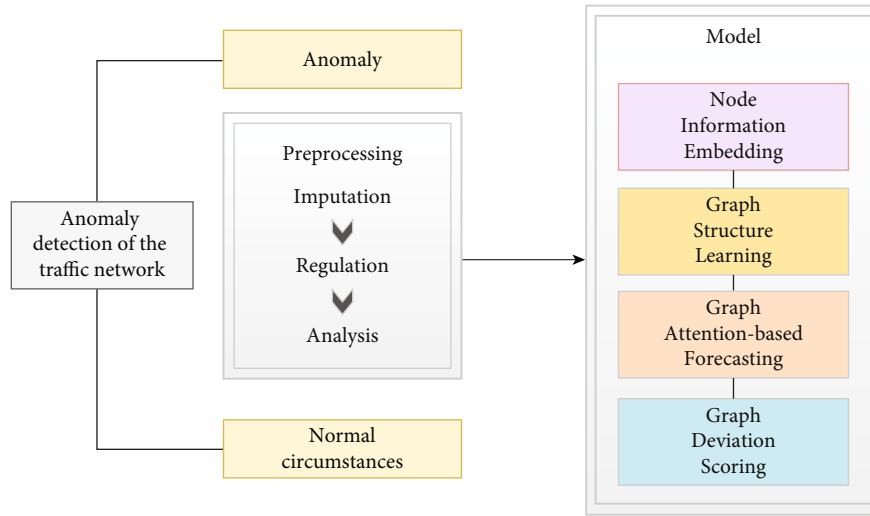 Anomaly
detection of the
traffic network
Anomaly
Preprocessing
Imputation
Regulation
Analysis
Normal
circumstances
Model
Node
Information
Embedding
Graph
Structure
Learning
Graph
Attention-based
Forecasting
Graph
Deviation
Scoring